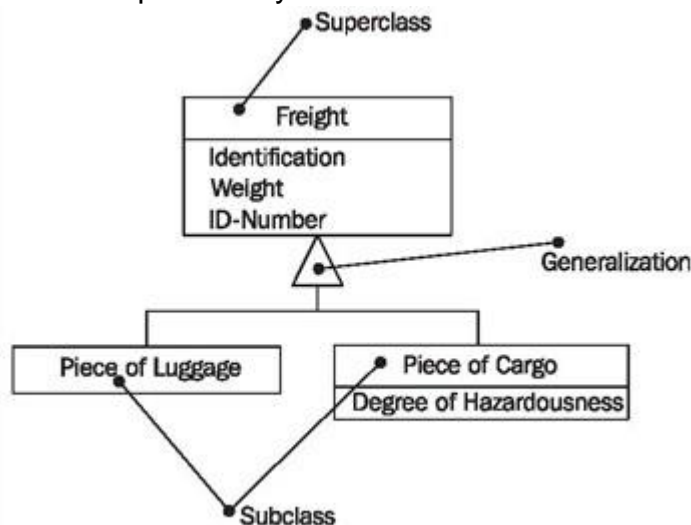 Superclass
Freight
Identification
Weight
ID-Number
Generalization
Piece of Luggage
Piece of Cargo
Degree of Hazardousness
Subclass